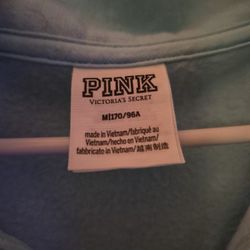 PINK
VICTORIA'S SECRET
M|170/96A
made in Vietnam/fabriqué au
Vietnam/hecho en Vietnam/
fabbricato in Vietnam/越南制造